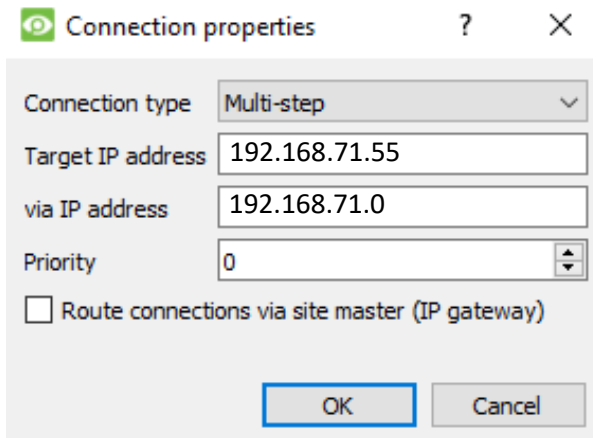 Connection properties ?
Connection type Multi-step
Target IP address 192.168.71.55
via IP address 192.168.71.0
Priority 0
Route connections via site master (IP gateway)
OK Cancel